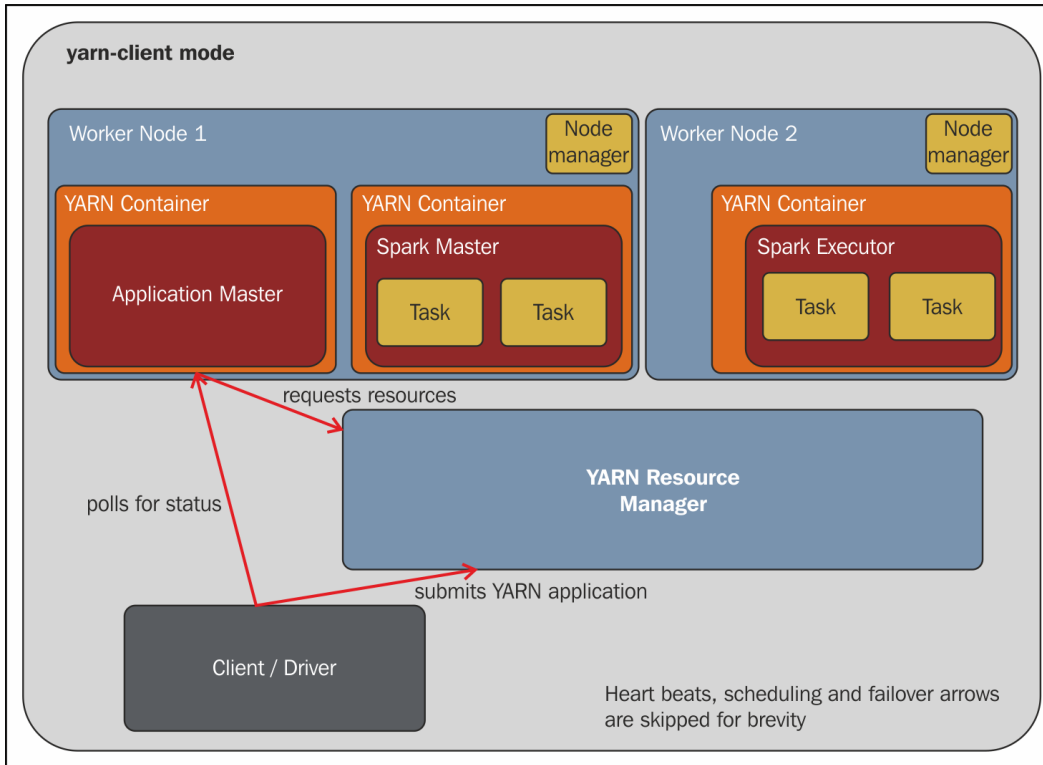 yarn-client mode
Worker Node 1
Node
manager
YARN Container
Application Master
YARN Container
Spark Master
Task
Task
Worker Node 2
Node
manager
YARN Container
Spark Executor
Task
Task
requests resources
YARN Resource
Manager
polls for status
submits YARN application
Client / Driver
Heart beats, scheduling and failover arrows
are skipped for brevity